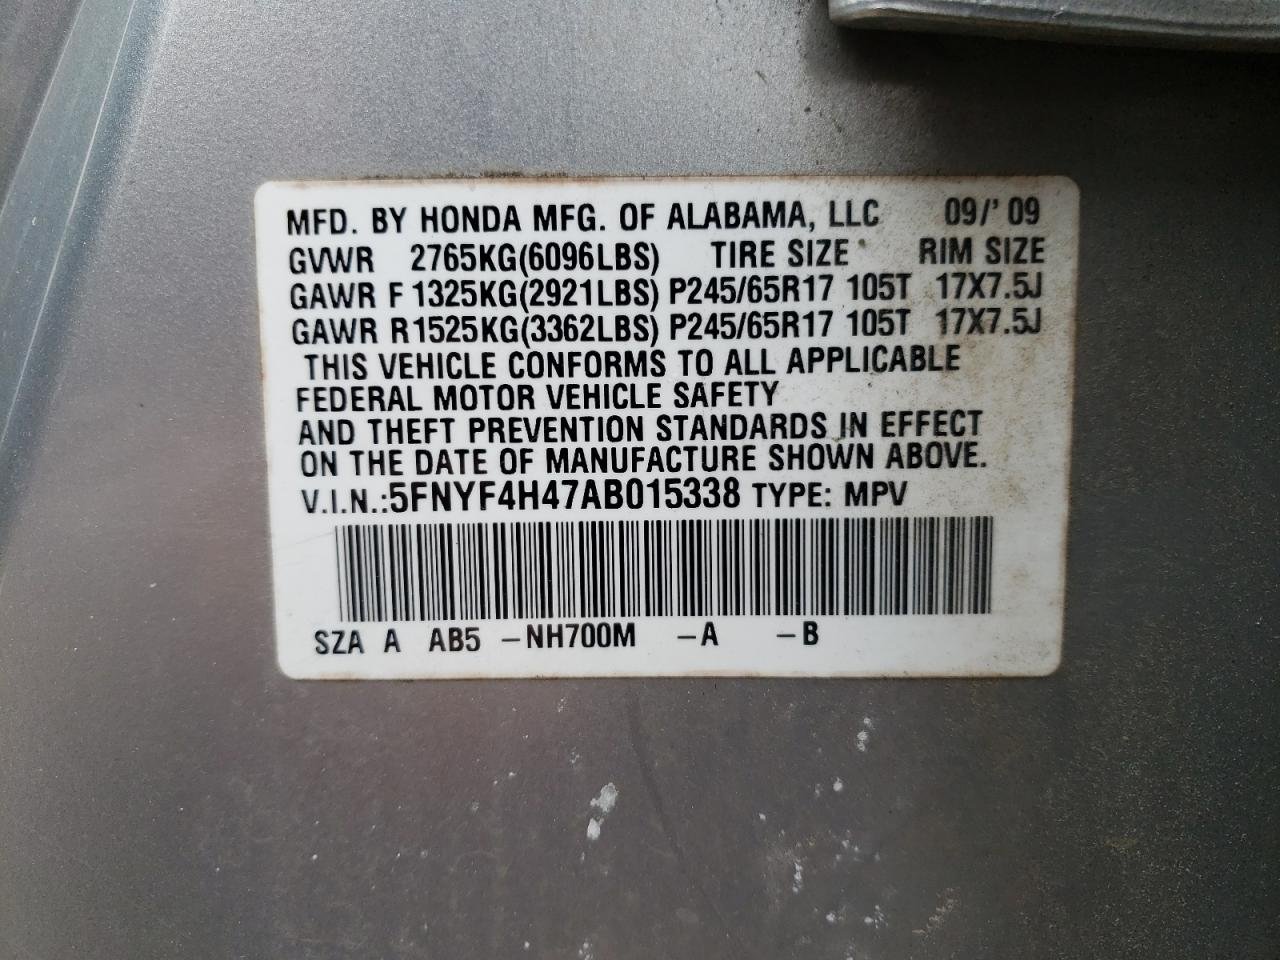 MFD. BY HONDA MFG. OF ALABAMA, LLC 09/'09
GVWR 2765KG(6096LBS) TIRE SIZE RIM SIZE
GAWR F 1325KG(2921LBS) P245/65R17 105T 17X7.5J
GAWR R 1525KG(3362LBS) P245/65R17 105T 17X7.5J
THIS VEHICLE CONFORMS TO ALL APPLICABLE
FEDERAL MOTOR VEHICLE SAFETY
AND THEFT PREVENTION STANDARDS IN EFFECT
ON THE DATE OF MANUFACTURE SHOWN ABOVE.
V.I.N.:5FNYF4H47AB015338 TYPE: MPV
SZA A AB5 -NH700M -A -B